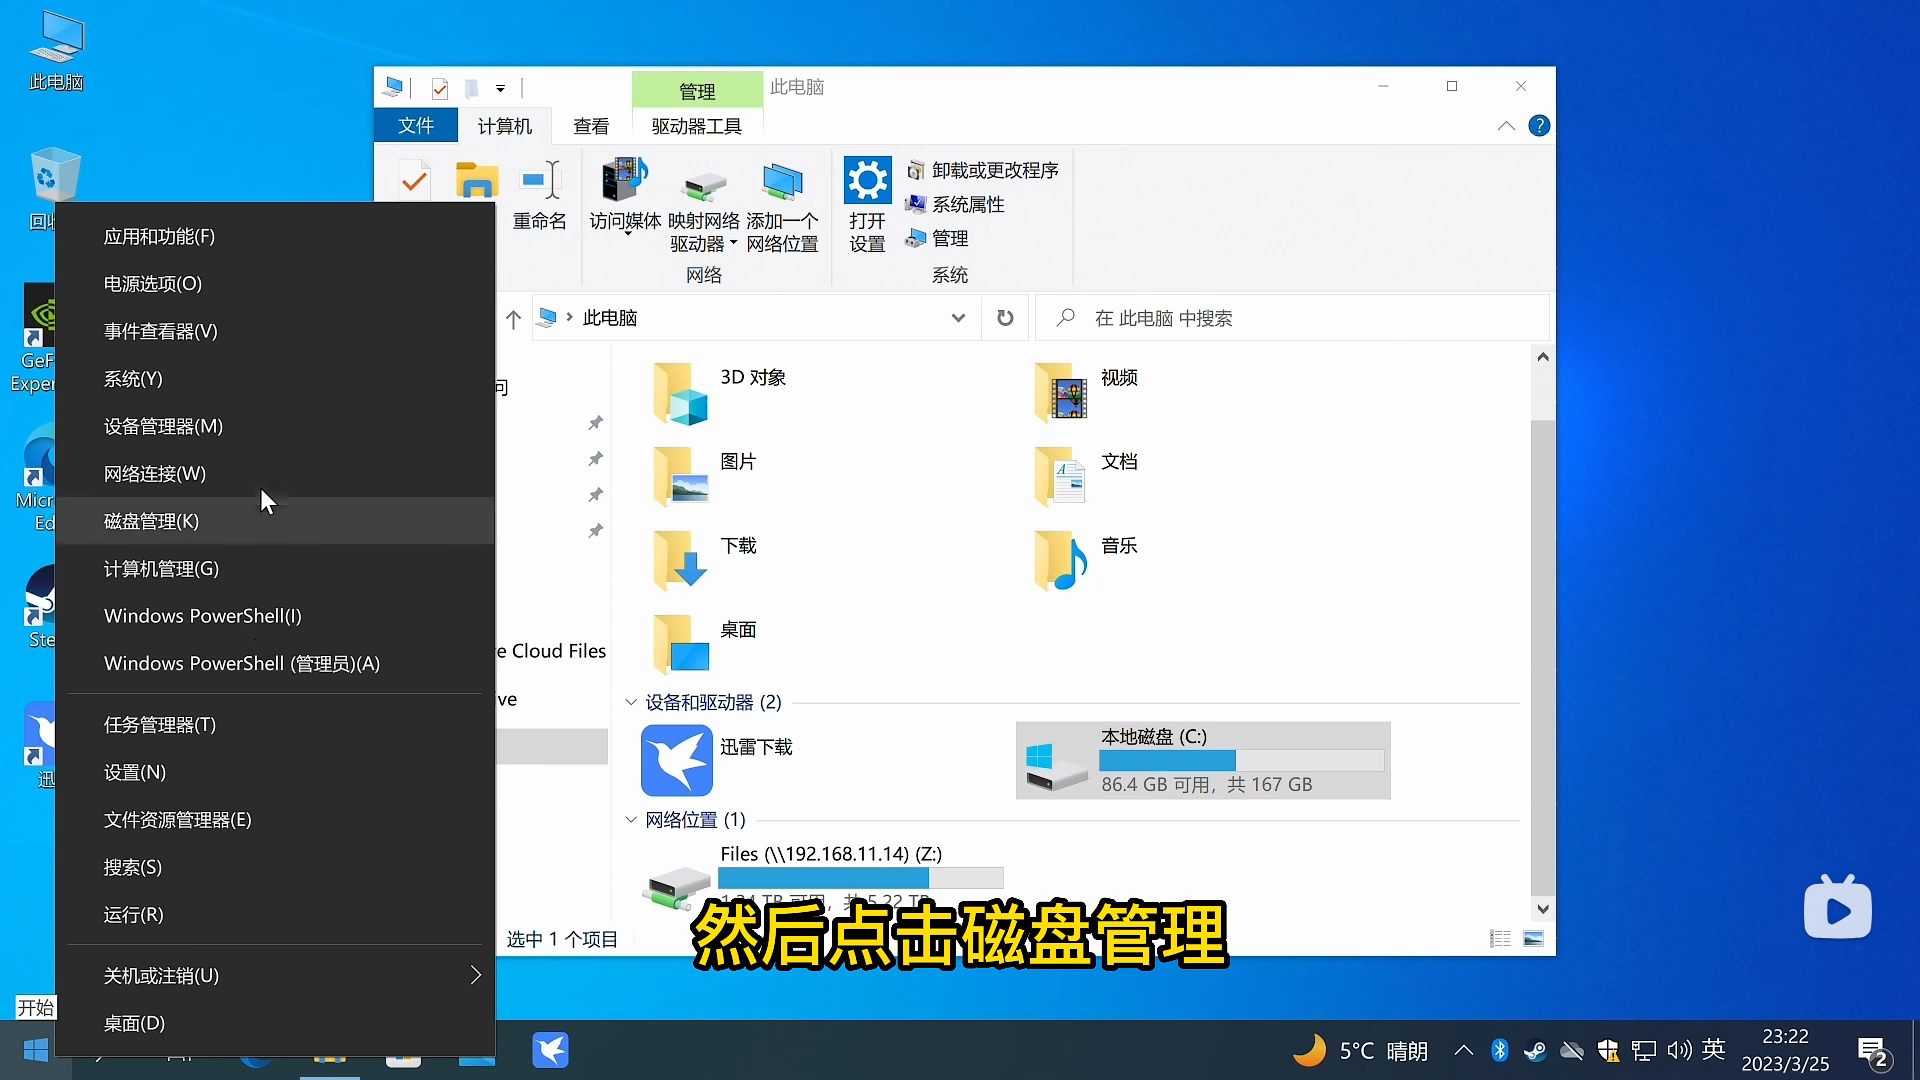 此电脑
回收
GeF
Exper
Micr
Ed
Ste
迅
开始
应用和功能(F)
电源选项(O)
事件查看器(V)
系统(Y)
设备管理器(M)
网络连接(W)
磁盘管理(K)
计算机管理(G)
Windows PowerShell(I)
Windows PowerShell (管理员)(A)
任务管理器(T)
设置(N)
文件资源管理器(E)
搜索(S)
运行(R)
关机或注销(U)
桌面(D)
管理
此电脑
文件
计算机
查看
驱动器工具
重命名
访问媒体
映射网络
驱动器
添加一个
网络位置
网络
打开
设置
卸载或更改程序
系统属性
管理
系统
此电脑
在 此电脑 中搜索
问
e Cloud Files
ve
3D 对象
视频
图片
文档
下载
音乐
桌面
设备和驱动器 (2)
迅雷下载
本地磁盘 (C:)
86.4 GB 可用, 共 167 GB
网络位置 (1)
Files (\\192.168.11.14) (Z:)
1.34 TB 可用, 共 5.22 TB
选中 1 个项目
然后点击磁盘管理
5°C 晴朗
英
23:22
2023/3/25
2